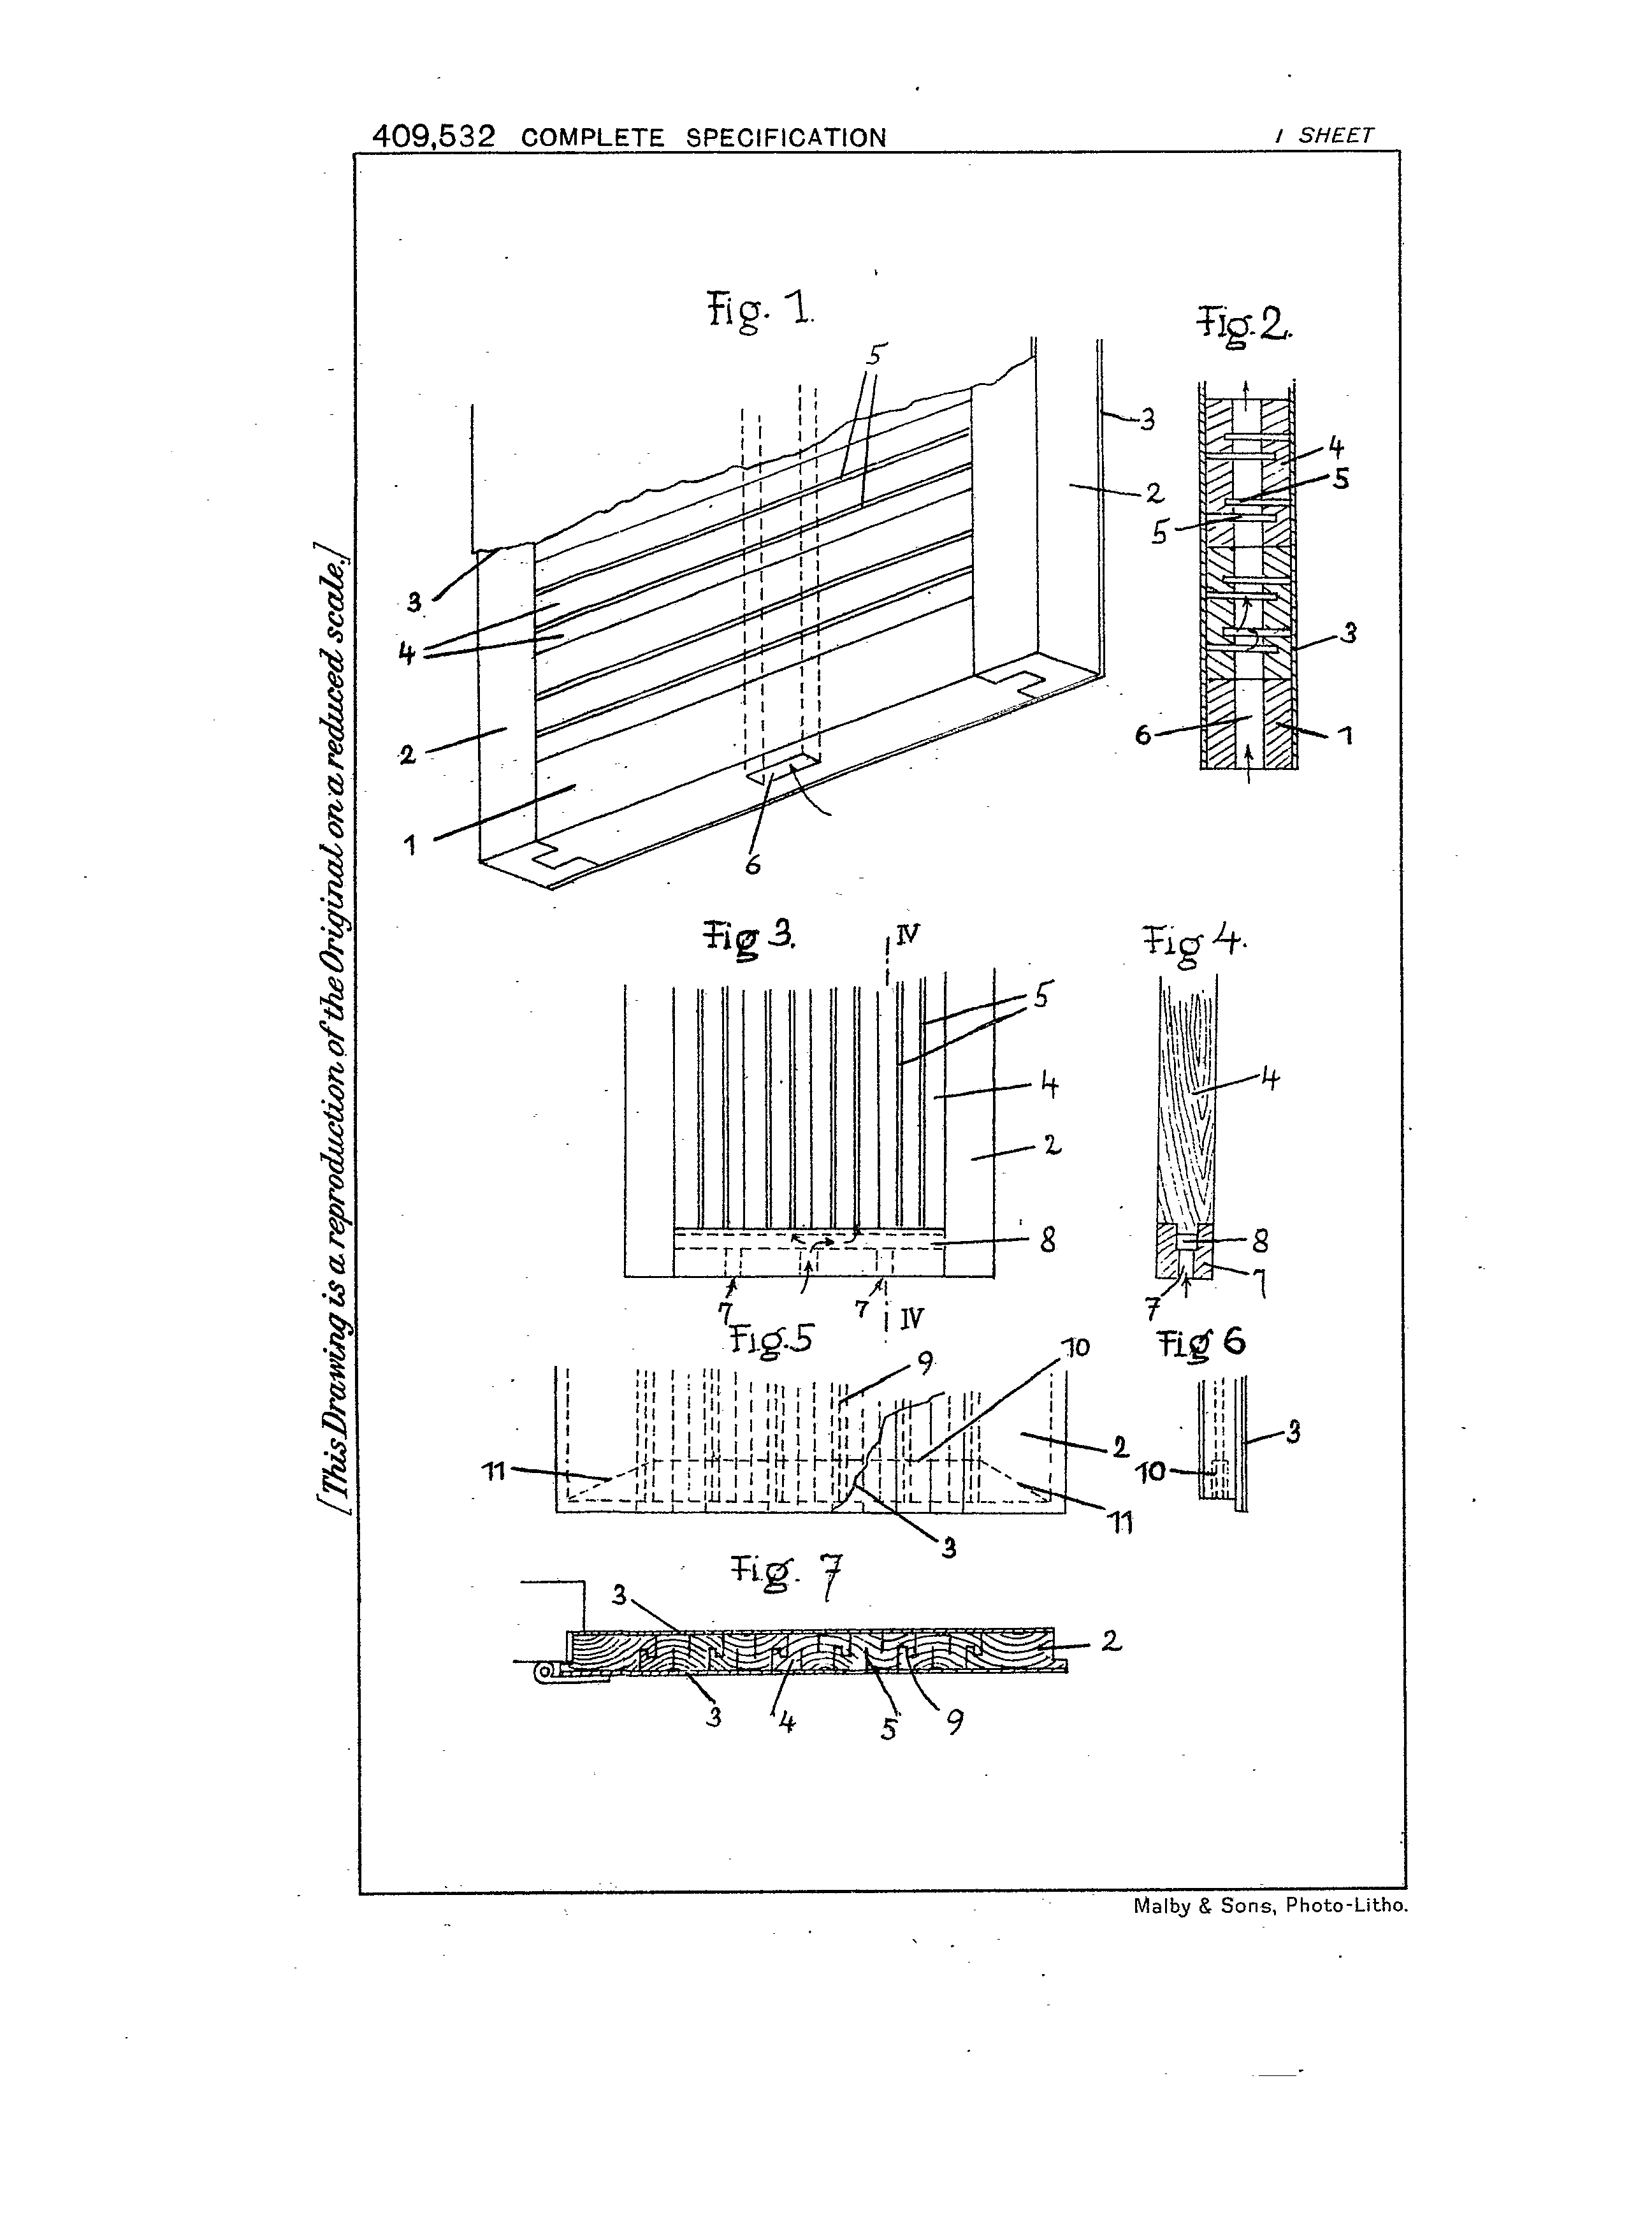 409,532 COMPLETE SPECIFICATION
1 SHEET
[This Drawing is a reproduction of the Original on a reduced scale.]
Fig. 1.
5
3
2
3
4
2
1
6
Fig. 2.
4
5
5
3
6
1
Fig 3.
IV
5
4
2
8
7
7
IV
Fig 4.
4
8
7
7
Fig. 5
9
10
2
11
11
3
Fig 6
3
10
Fig. 7
3
2
3
4
5
9
Malby & Sons, Photo-Litho.